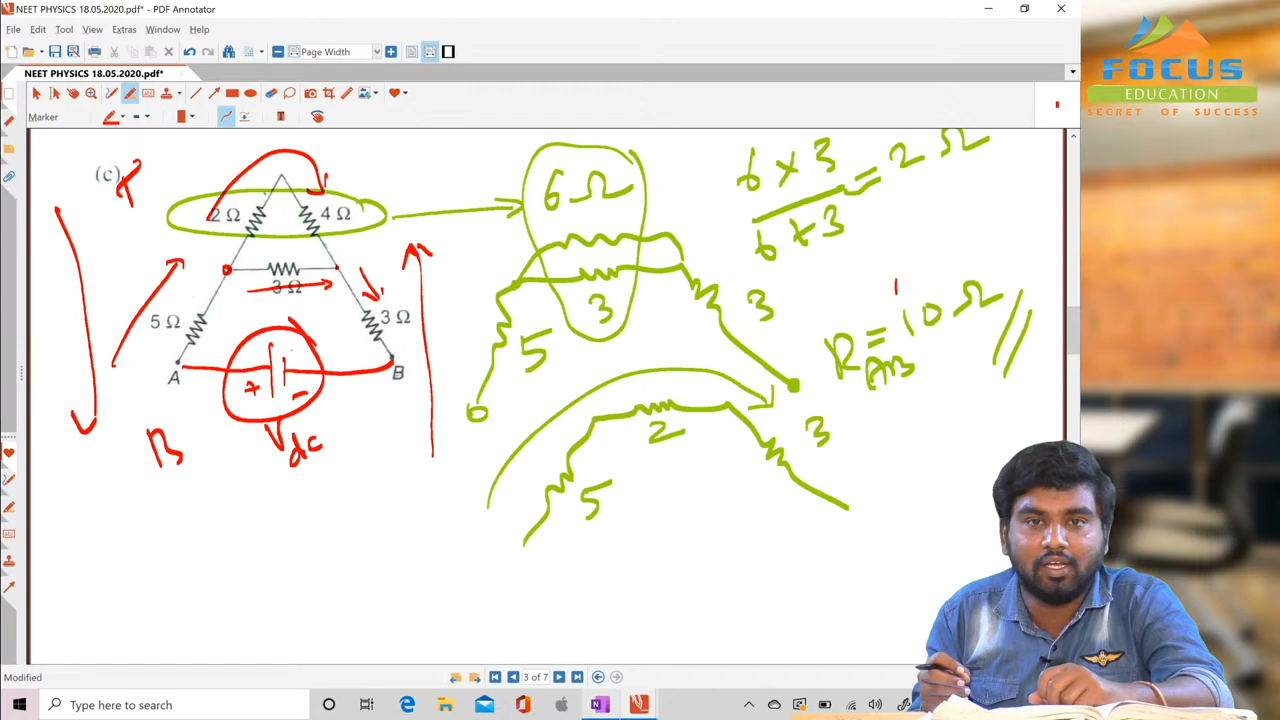 NEET PHYSICS 18.05.2020.pdf* - PDF Annotator
File Edit Tool View Extras Window Help
Page Width
NEET PHYSICS 18.05.2020.pdf*
Marker
FOCUS
EDUCATION
SECRET OF SUCCESS
(c)
2 Ω
4 Ω
3 Ω
5 Ω
3 Ω
A
B
+
-
dc
B
6 Ω
3
5
3
2
5
3
6 × 3
6 + 3
= 2 Ω
R AB = 10 Ω
Modified
3 of 7
Type here to search